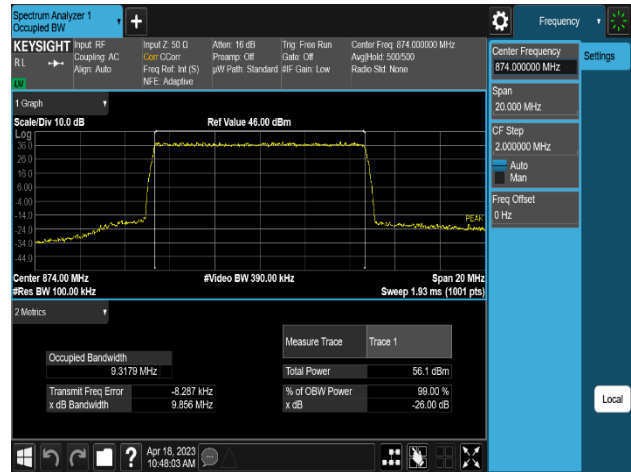 Spectrum Analyzer 1
Occupied BW
Frequency
KEYSIGHT
R L
LNI
Input: RF
Coupling: AC
Align: Auto
Input Z: 50 Ω
Corr CCorr
Freq Ref: Int (S)
NFE: Adaptive
Atten: 16 dB
Preamp: Off
µW Path: Standard
Trig: Free Run
Gate: Off
#IF Gain: Low
Center Freq: 874.000000 MHz
Avg|Hold: 500/500
Radio Std: None
Center Frequency
874.000000 MHz
Settings
Span
20.000 MHz
CF Step
2.000000 MHz
Auto
Man
Freq Offset
0 Hz
Local
1 Graph
Scale/Div 10.0 dB
Ref Value 46.00 dBm
Log
36.0
26.0
16.0
6.00
-4.00
-14.0
-24.0
-34.0
-44.0
PEAK
Center 874.00 MHz
#Video BW 390.00 kHz
Span 20 MHz
#Res BW 100.00 kHz
Sweep 1.93 ms (1001 pts)
2 Metrics
Measure Trace
Trace 1
Occupied Bandwidth
9.3179 MHz
Total Power
56.1 dBm
Transmit Freq Error
-8.287 kHz
% of OBW Power
99.00 %
x dB Bandwidth
9.856 MHz
x dB
-26.00 dB
?
Apr 18, 2023
10:48:03 AM